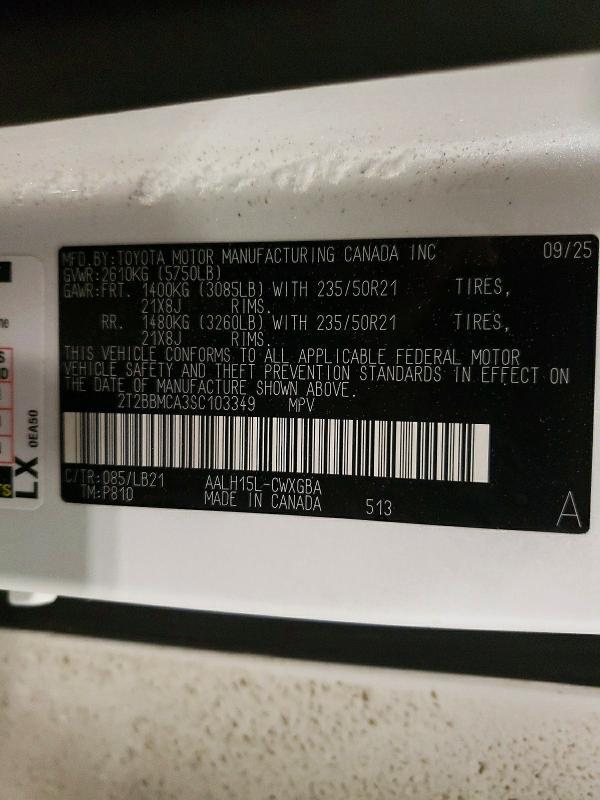 MFD.BY:TOYOTA MOTOR MANUFACTURING CANADA INC 09/25
GVWR:2610KG (5750LB)
GAWR:FRT. 1400KG (3085LB) WITH 235/50R21 TIRES,
21X8J RIMS.
RR. 1480KG (3260LB) WITH 235/50R21 TIRES,
21X8J RIMS.
THIS VEHICLE CONFORMS TO ALL APPLICABLE FEDERAL MOTOR
VEHICLE SAFETY AND THEFT PREVENTION STANDARDS IN EFFECT ON
THE DATE OF MANUFACTURE SHOWN ABOVE.
2T2BBMCA3SC103349 MPV
C/TR:085/LB21 AALH15L-CWXGBA
TM:P810 MADE IN CANADA 513
A
LX 0EA50